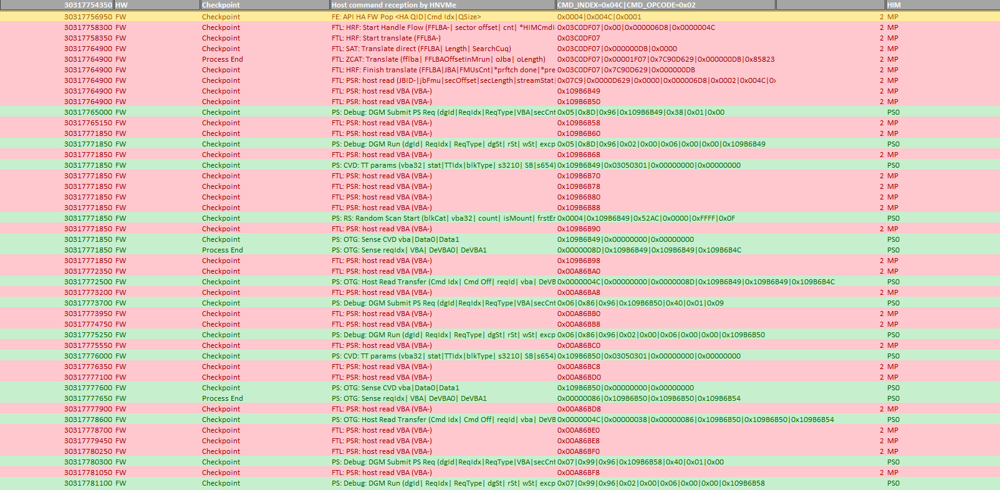 30317754350 HW Checkpoint Host command reception by HNVMe CMD_INDEX=0x04C|CMD_OPCODE=0x02 HIM
30317756950 FW Checkpoint FE: API HA FW Pop <HA QID|Cmd Idx|QSize> 0x0004|0x004C|0x0001 2 MP
30317758300 FW Checkpoint FTL: HRF: Start Handle Flow (FFLBA-| sector offset| cnt| *HIMCmdI 0x03C0DF07|0x00|0x000006D8|0x0000004C 2 MP
30317758350 FW Checkpoint FTL: HRF: Start translate (FFLBA-) 0x03C0DF07 2 MP
30317764900 FW Checkpoint FTL: SAT: Translate direct (FFLBA| Length| SearchCuq) 0x03C0DF07|0x000000DB|0x0000 2 MP
30317764900 FW Process End FTL: ZCAT: Translate (fflba| FFLBAOffsetInMrun| oJba| oLength) 0x03C0DF07|0x00001F07|0x7C90D629|0x000000DB|0x85823 2 MP
30317764900 FW Checkpoint FTL: HRF: Finish translate (FFLBA|JBA|FMUsCnt|*prftch done|*pre 0x03C0DF07|0x7C90D629|0x000000DB 2 MP
30317764900 FW Checkpoint FTL: PSR: host read (JBID-|jbFmu|secOffset|secLength|streamStat| 0x07C9|0x0000D629|0x0000|0x000006D8|0x0002|0x004C|0x 2 MP
30317764900 FW Checkpoint FTL: PSR: host read VBA (VBA-) 0x109B6B49 2 MP
30317764900 FW Checkpoint FTL: PSR: host read VBA (VBA-) 0x109B6B50 2 MP
30317765000 FW Checkpoint PS: Debug: DGM Submit PS Req (dgId|ReqIdx|ReqType|VBA|secCnt 0x05|0x8D|0x96|0x109B6B49|0x38|0x01|0x00 PS0
30317765150 FW Checkpoint FTL: PSR: host read VBA (VBA-) 0x109B6B58 2 MP
30317771850 FW Checkpoint FTL: PSR: host read VBA (VBA-) 0x109B6B60 2 MP
30317771850 FW Checkpoint PS: Debug: DGM Run (dgId| ReqIdx| ReqType| dgSt| rSt| wSt| excp 0x05|0x8D|0x96|0x02|0x00|0x06|0x00|0x00|0x109B6B49 PS0
30317771850 FW Checkpoint FTL: PSR: host read VBA (VBA-) 0x109B6B68 2 MP
30317771850 FW Checkpoint PS: CVD: TT params (vba32| stat|TTIdx|blkType| s3210| SB|s654) 0x109B6B49|0x03050301|0x00000000|0x00000000 PS0
30317771850 FW Checkpoint FTL: PSR: host read VBA (VBA-) 0x109B6B70 2 MP
30317771850 FW Checkpoint FTL: PSR: host read VBA (VBA-) 0x109B6B78 2 MP
30317771850 FW Checkpoint FTL: PSR: host read VBA (VBA-) 0x109B6B80 2 MP
30317771850 FW Checkpoint FTL: PSR: host read VBA (VBA-) 0x109B6B88 2 MP
30317771850 FW Checkpoint PS: RS: Random Scan Start (blkCat| vba32| count| isMount| frstEr 0x0004|0x109B6B49|0x52AC|0x0000|0xFFFF|0x0F PS0
30317771850 FW Checkpoint FTL: PSR: host read VBA (VBA-) 0x109B6B90 2 MP
30317771850 FW Checkpoint PS: OTG: Sense CVD vba|Data0|Data1 0x109B6B49|0x00000000|0x00000000 PS0
30317771850 FW Process End PS: OTG: Sense reqIdx| VBA| DeVBA0| DeVBA1 0x0000008D|0x109B6B49|0x109B6B49|0x109B6B4C PS0
30317771850 FW Checkpoint FTL: PSR: host read VBA (VBA-) 0x109B6B98 2 MP
30317772350 FW Checkpoint FTL: PSR: host read VBA (VBA-) 0x00A86BA0 2 MP
30317772500 FW Checkpoint PS: OTG: Host Read Transfer (Cmd Idx| Cmd Off| reqId| vba| DeVB 0x0000004C|0x00000000|0x0000008D|0x109B6B49|0x109B6B49|0x109B6B4C PS0
30317773200 FW Checkpoint FTL: PSR: host read VBA (VBA-) 0x00A86BA8 2 MP
30317773700 FW Checkpoint PS: Debug: DGM Submit PS Req (dgId|ReqIdx|ReqType|VBA|secCnt 0x06|0x86|0x96|0x109B6B50|0x40|0x01|0x09 PS0
30317773950 FW Checkpoint FTL: PSR: host read VBA (VBA-) 0x00A86BB0 2 MP
30317774750 FW Checkpoint FTL: PSR: host read VBA (VBA-) 0x00A86BB8 2 MP
30317775250 FW Checkpoint PS: Debug: DGM Run (dgId| ReqIdx| ReqType| dgSt| rSt| wSt| excp 0x06|0x86|0x96|0x02|0x00|0x06|0x00|0x00|0x109B6B50 PS0
30317775550 FW Checkpoint FTL: PSR: host read VBA (VBA-) 0x00A86BC0 2 MP
30317776000 FW Checkpoint PS: CVD: TT params (vba32| stat|TTIdx|blkType| s3210| SB|s654) 0x109B6B50|0x03050301|0x00000000|0x00000000 PS0
30317776350 FW Checkpoint FTL: PSR: host read VBA (VBA-) 0x00A86BC8 2 MP
30317777100 FW Checkpoint FTL: PSR: host read VBA (VBA-) 0x00A86BD0 2 MP
30317777600 FW Checkpoint PS: OTG: Sense CVD vba|Data0|Data1 0x109B6B50|0x00000000|0x00000000 PS0
30317777650 FW Process End PS: OTG: Sense reqIdx| VBA| DeVBA0| DeVBA1 0x00000086|0x109B6B50|0x109B6B50|0x109B6B54 PS0
30317777900 FW Checkpoint FTL: PSR: host read VBA (VBA-) 0x00A86BD8 2 MP
30317778600 FW Checkpoint PS: OTG: Host Read Transfer (Cmd Idx| Cmd Off| reqId| vba| DeVB 0x0000004C|0x00000038|0x00000086|0x109B6B50|0x109B6B50|0x109B6B54 PS0
30317778700 FW Checkpoint FTL: PSR: host read VBA (VBA-) 0x00A86BE0 2 MP
30317779450 FW Checkpoint FTL: PSR: host read VBA (VBA-) 0x00A86BE8 2 MP
30317780250 FW Checkpoint FTL: PSR: host read VBA (VBA-) 0x00A86BF0 2 MP
30317780300 FW Checkpoint PS: Debug: DGM Submit PS Req (dgId|ReqIdx|ReqType|VBA|secCnt 0x07|0x99|0x96|0x109B6B58|0x40|0x01|0x00 PS0
30317781050 FW Checkpoint FTL: PSR: host read VBA (VBA-) 0x00A86BF8 2 MP
30317781100 FW Checkpoint PS: Debug: DGM Run (dgId| ReqIdx| ReqType| dgSt| rSt| wSt| excp 0x07|0x99|0x96|0x02|0x00|0x06|0x00|0x00|0x109B6B58 PS0